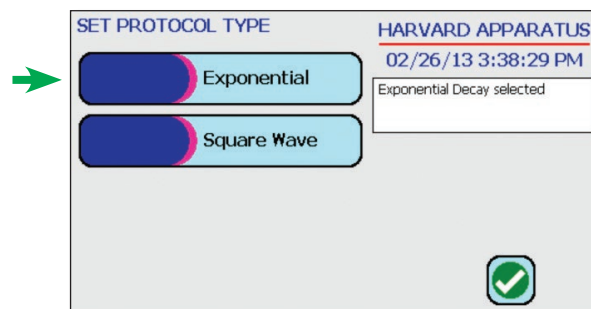 SET PROTOCOL TYPE
HARVARD APPARATUS
02/26/13 3:38:29 PM
Exponential
Exponential Decay selected
Square Wave